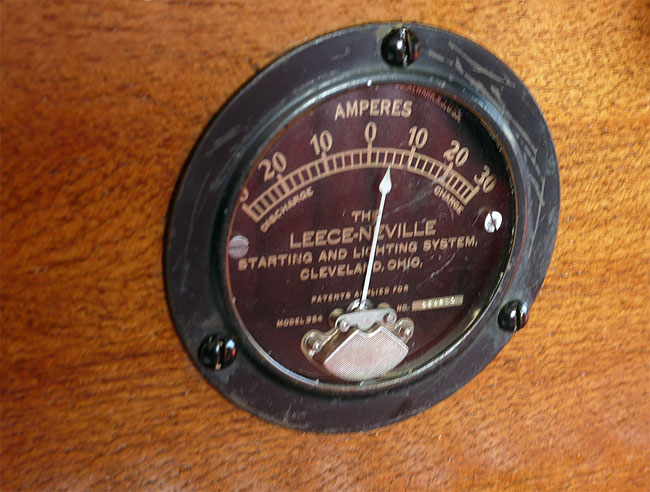 AMPERES
20 10 0 10 20 30
DISCHARGE CHARGE
THE
LEECE-NEVILLE
STARTING AND LIGHTING SYSTEM,
CLEVELAND, OHIO.
PATENTS APPLIED FOR
MODEL NO.